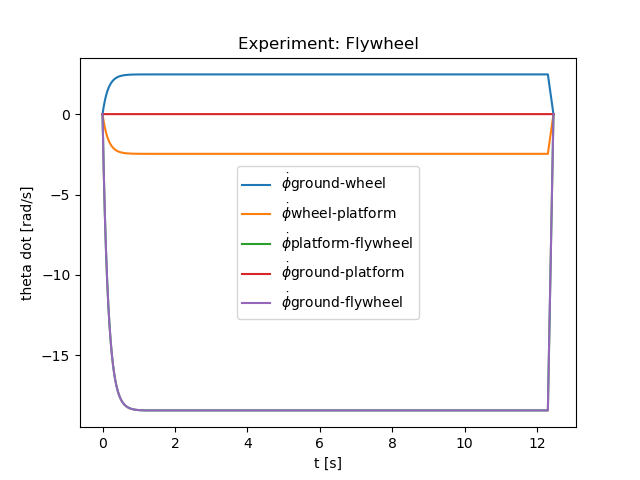 Experiment: Flywheel
theta dot [rad/s]
0
−5
−10
−15
ϕ̇ground-wheel
ϕ̇wheel-platform
ϕ̇platform-flywheel
ϕ̇ground-platform
ϕ̇ground-flywheel
0 2 4 6 8 10 12
t [s]